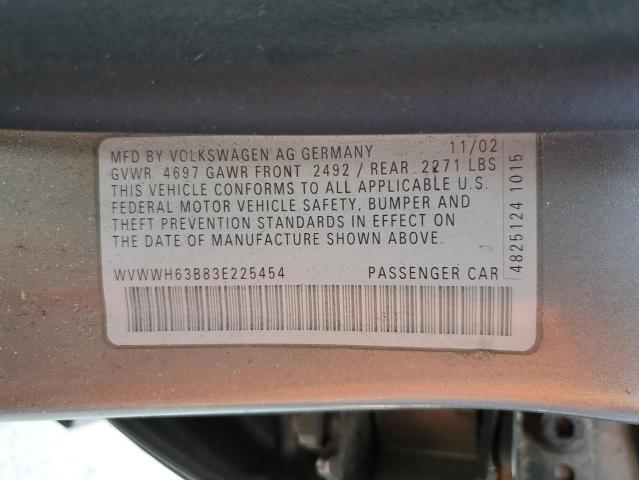 MFD BY VOLKSWAGEN AG GERMANY 11/02
GVWR 4697 GAWR FRONT 2492 / REAR 2271 LBS
THIS VEHICLE CONFORMS TO ALL APPLICABLE U.S.
FEDERAL MOTOR VEHICLE SAFETY, BUMPER AND
THEFT PREVENTION STANDARDS IN EFFECT ON
THE DATE OF MANUFACTURE SHOWN ABOVE.
WVWWH63B83E225454 PASSENGER CAR
4825124 1015